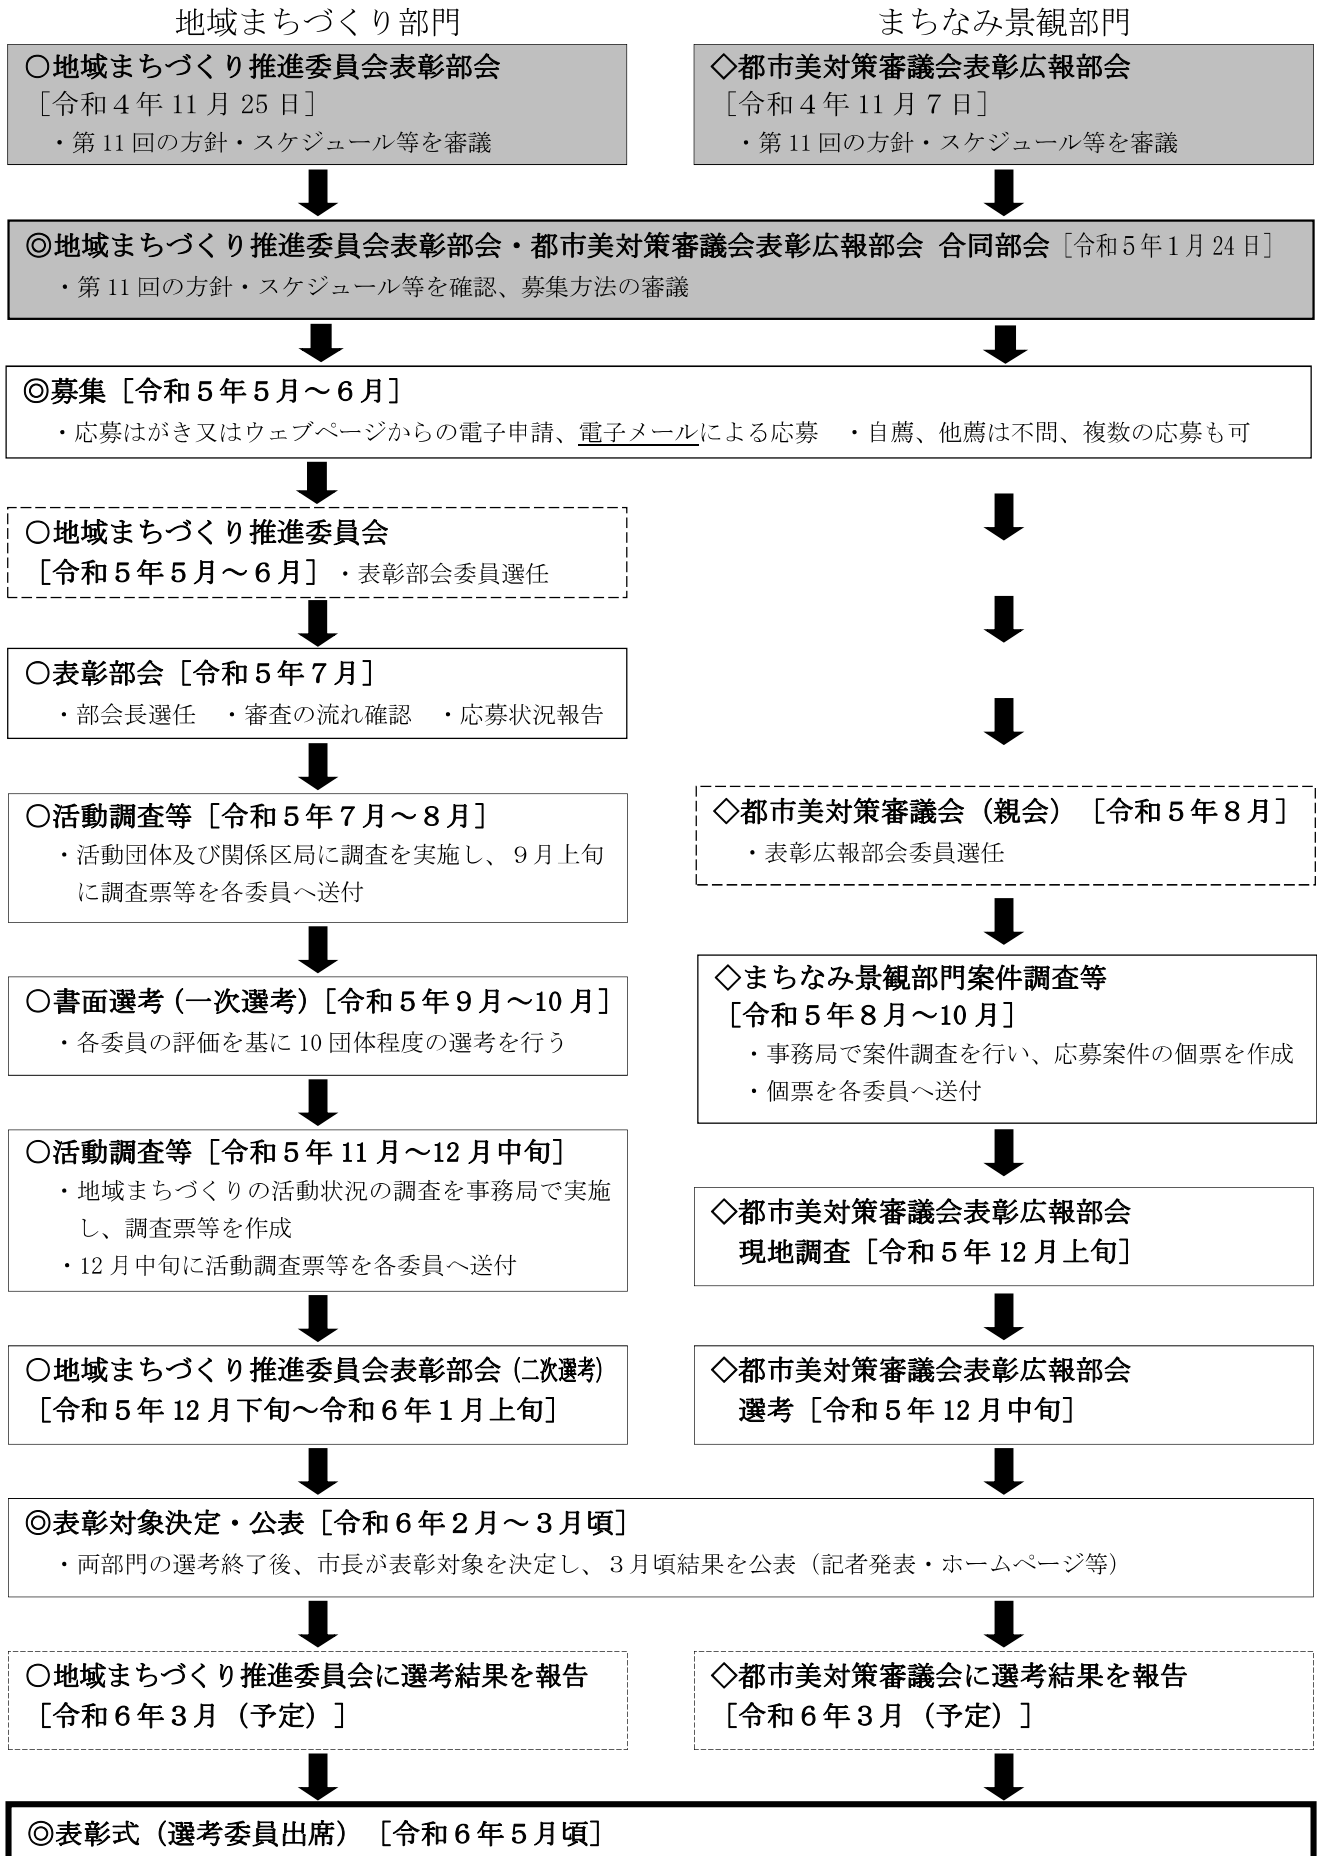 地域まちづくり部門
まちなみ景観部門
〇地域まちづくり推進委員会表彰部会
［令和４年 11 月 25 日］
・第 11 回の方針・スケジュール等を審議
◇都市美対策審議会表彰広報部会
［令和４年 11 月７日］
・第 11 回の方針・スケジュール等を審議
◎地域まちづくり推進委員会表彰部会・都市美対策審議会表彰広報部会 合同部会［令和５年１月 24 日］
・第 11 回の方針・スケジュール等を確認、募集方法の審議
◎募集［令和５年５月～６月］
・応募はがき又はウェブページからの電子申請、電子メールによる応募　・自薦、他薦は不問、複数の応募も可
〇地域まちづくり推進委員会
［令和５年５月～６月］・表彰部会委員選任
〇表彰部会［令和５年７月］
・部会長選任　・審査の流れ確認　・応募状況報告
〇活動調査等［令和５年７月～８月］
・活動団体及び関係区局に調査を実施し、９月上旬
に調査票等を各委員へ送付
◇都市美対策審議会（親会）［令和５年８月］
・表彰広報部会委員選任
〇書面選考（一次選考）［令和５年９月～10 月］
・各委員の評価を基に 10 団体程度の選考を行う
◇まちなみ景観部門案件調査等
［令和５年８月～10 月］
・事務局で案件調査を行い、応募案件の個票を作成
・個票を各委員へ送付
〇活動調査等［令和５年 11 月～12 月中旬］
・地域まちづくりの活動状況の調査を事務局で実施
し、調査票等を作成
・12 月中旬に活動調査票等を各委員へ送付
◇都市美対策審議会表彰広報部会
現地調査［令和５年 12 月上旬］
〇地域まちづくり推進委員会表彰部会（二次選考）
［令和５年 12 月下旬～令和６年１月上旬］
◇都市美対策審議会表彰広報部会
選考［令和５年 12 月中旬］
◎表彰対象決定・公表［令和６年２月～３月頃］
・両部門の選考終了後、市長が表彰対象を決定し、３月頃結果を公表（記者発表・ホームページ等）
〇地域まちづくり推進委員会に選考結果を報告
［令和６年３月（予定）］
◇都市美対策審議会に選考結果を報告
［令和６年３月（予定）］
◎表彰式（選考委員出席）［令和６年５月頃］